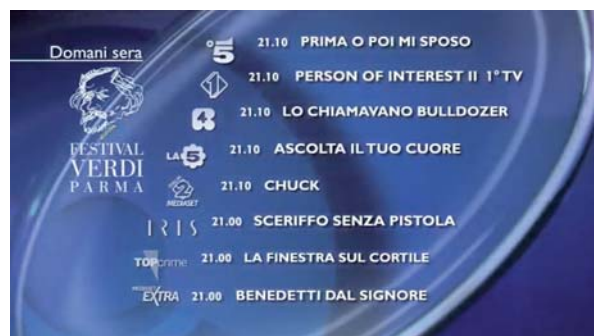 Domani sera
FESTIVAL
VERDI
PARMA
5 21.10 PRIMA O POI MI SPOSO
1 21.10 PERSON OF INTEREST II 1° TV
4 21.10 LO CHIAMAVANO BULLDOZER
LA5 21.10 ASCOLTA IL TUO CUORE
2 MEDIASET 21.10 CHUCK
IRIS 21.00 SCERIFFO SENZA PISTOLA
TOPcrime 21.00 LA FINESTRA SUL CORTILE
MEDIASET EXTRA 21.00 BENEDETTI DAL SIGNORE